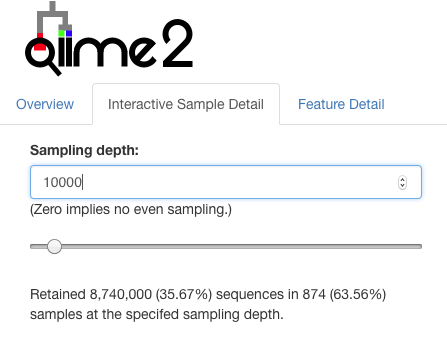 qiime2
Overview Interactive Sample Detail Feature Detail
Sampling depth:
10000
(Zero implies no even sampling.)
Retained 8,740,000 (35.67%) sequences in 874 (63.56%)
samples at the specifed sampling depth.